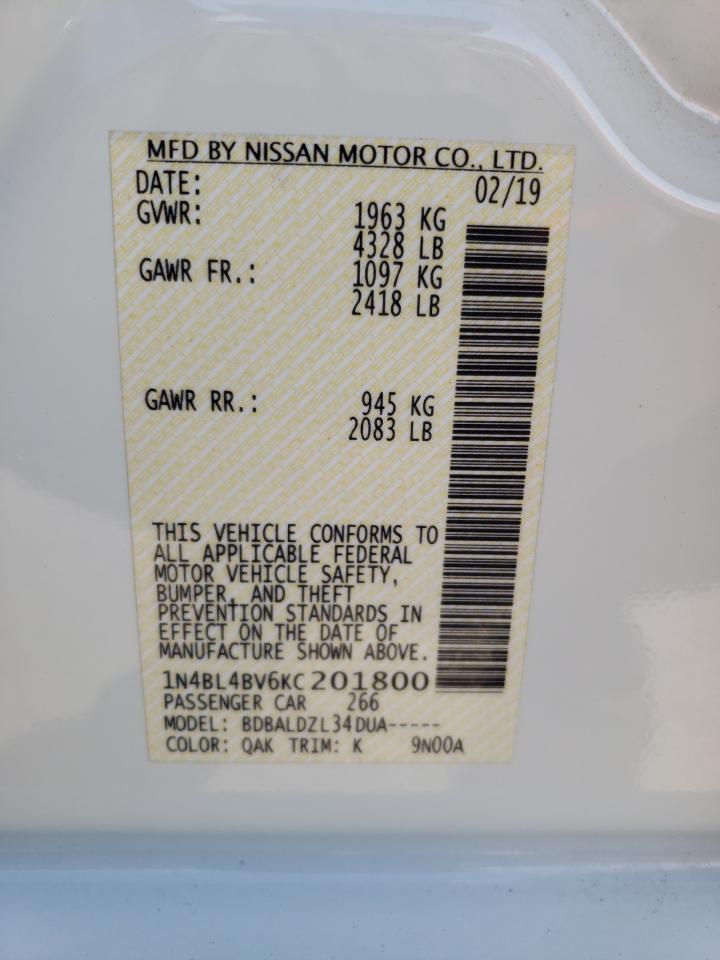 MFD BY NISSAN MOTOR CO., LTD.
DATE: 02/19
GVWR: 1963 KG
4328 LB
GAWR FR.: 1097 KG
2418 LB
GAWR RR.: 945 KG
2083 LB
THIS VEHICLE CONFORMS TO
ALL APPLICABLE FEDERAL
MOTOR VEHICLE SAFETY,
BUMPER, AND THEFT
PREVENTION STANDARDS IN
EFFECT ON THE DATE OF
MANUFACTURE SHOWN ABOVE.
1N4BL4BV6KC201800
PASSENGER CAR 266
MODEL: BDBALDZL34DUA-----
COLOR: QAK TRIM: K 9N00A